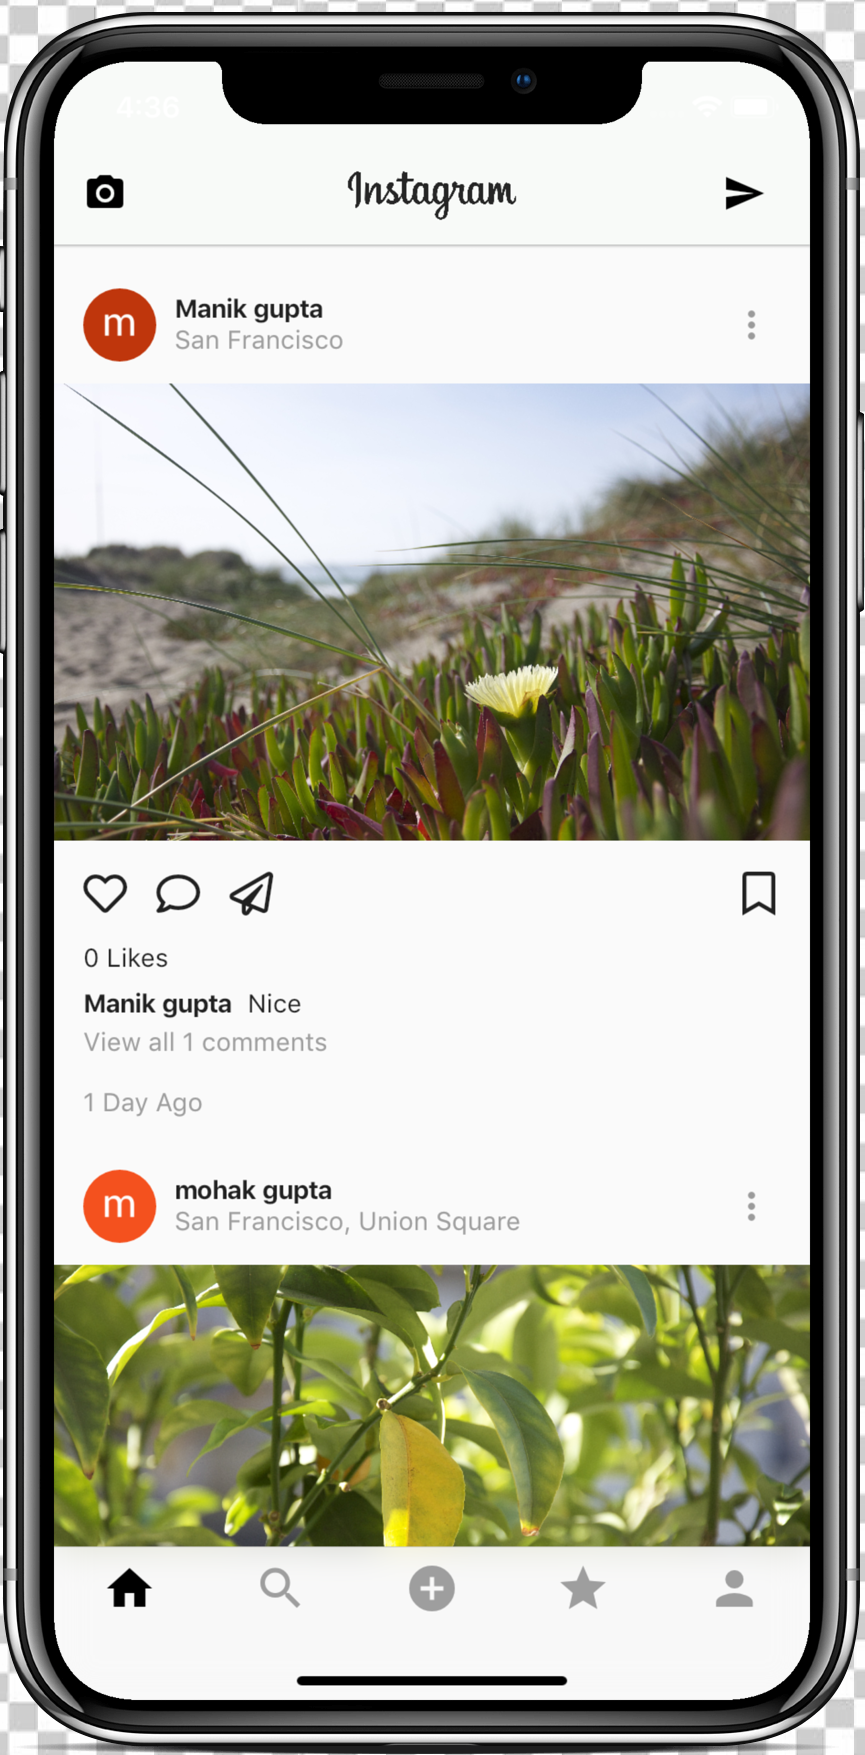 4:36
Instagram
m
Manik gupta
San Francisco
0 Likes
Manik gupta Nice
View all 1 comments
1 Day Ago
m
mohak gupta
San Francisco, Union Square